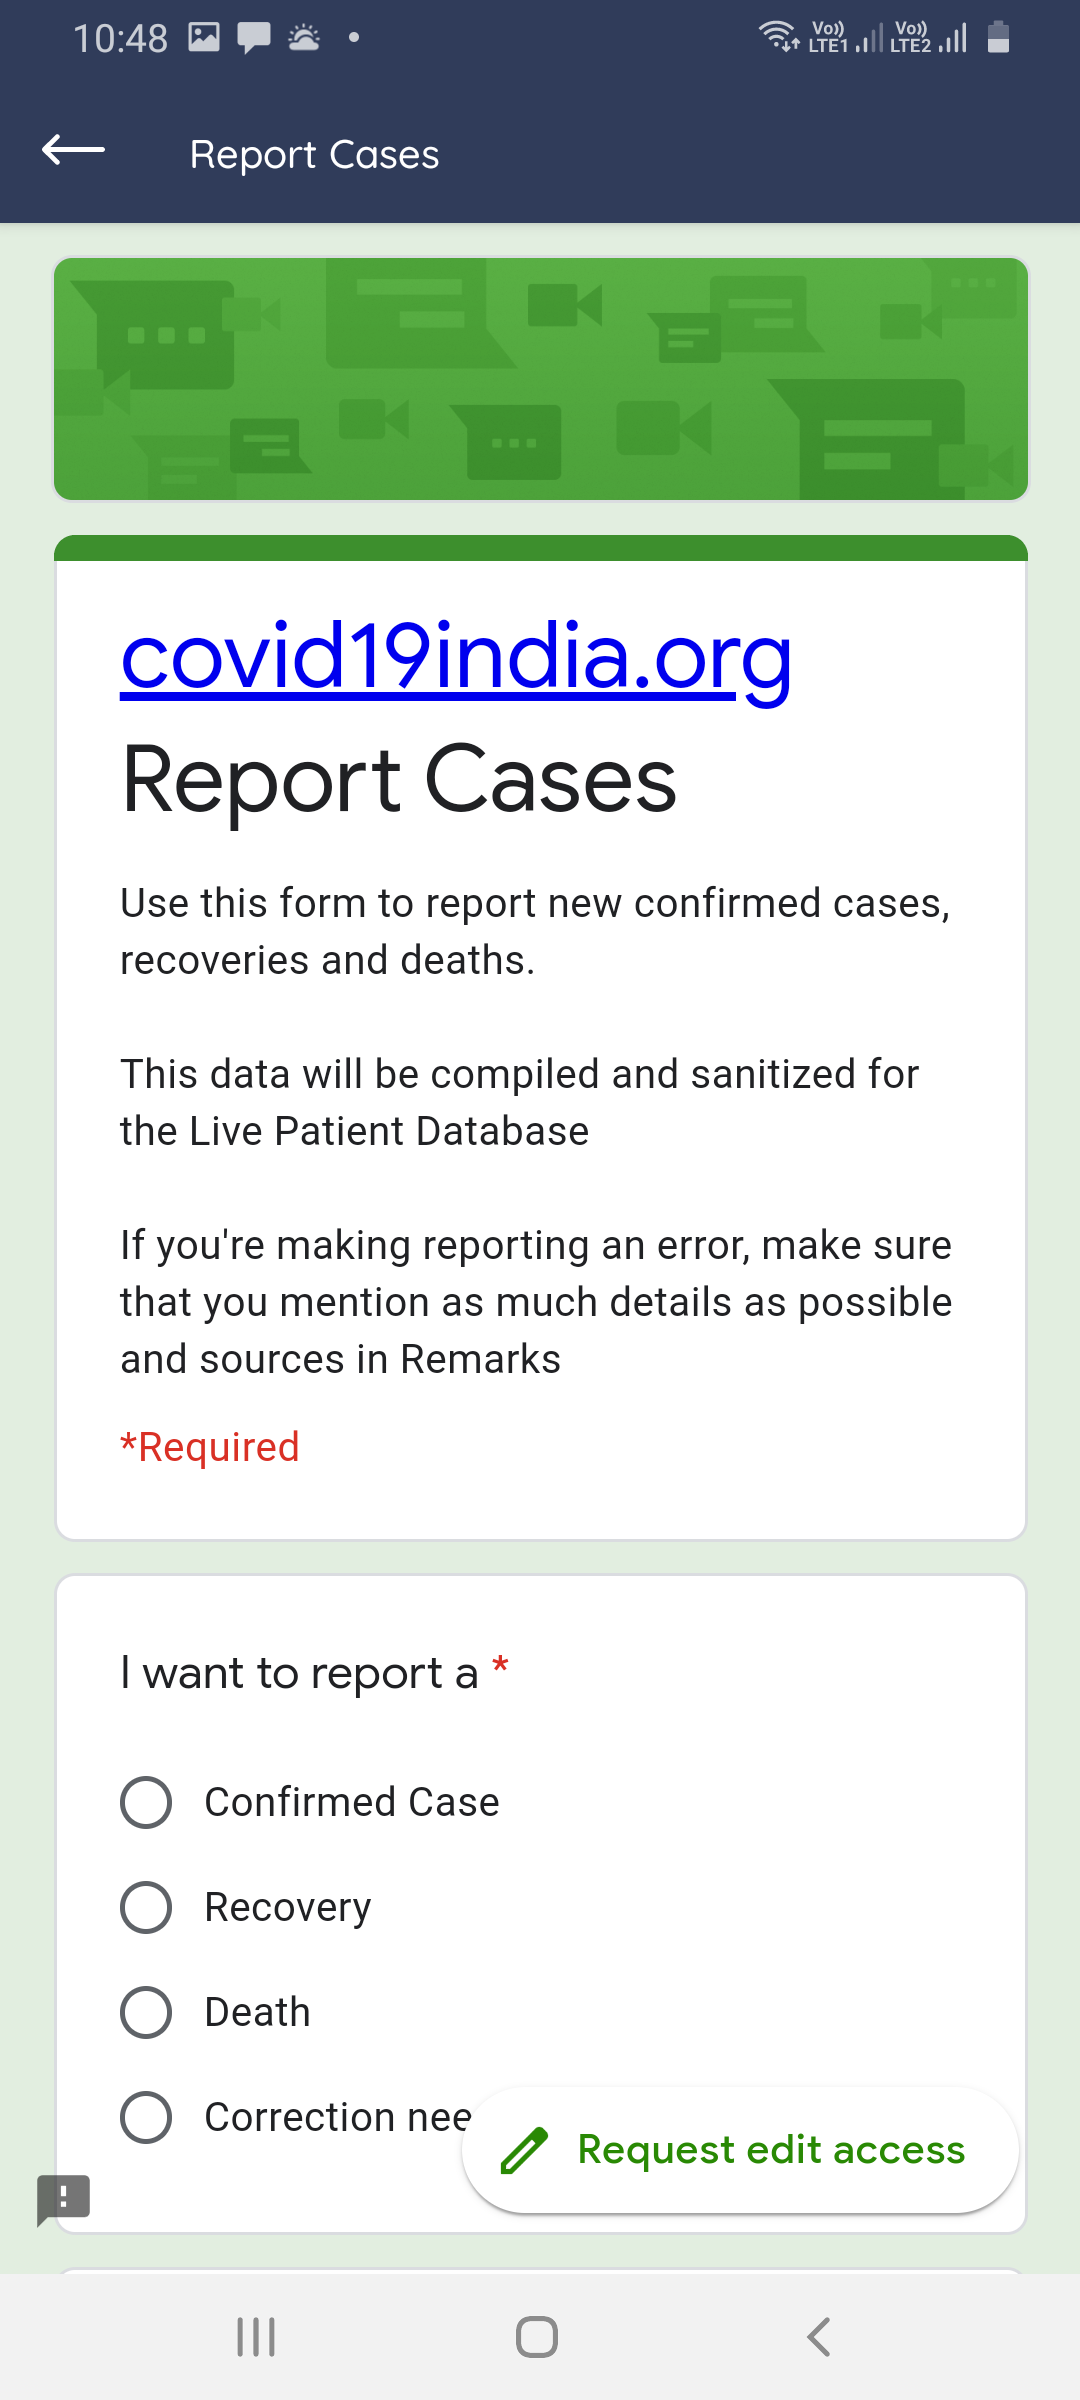 10:48
Vo)) LTE1 Vo)) LTE2
Report Cases
covid19india.org
Report Cases
Use this form to report new confirmed cases,
recoveries and deaths.
This data will be compiled and sanitized for
the Live Patient Database
If you're making reporting an error, make sure
that you mention as much details as possible
and sources in Remarks
*Required
I want to report a *
Confirmed Case
Recovery
Death
Correction nee
Request edit access